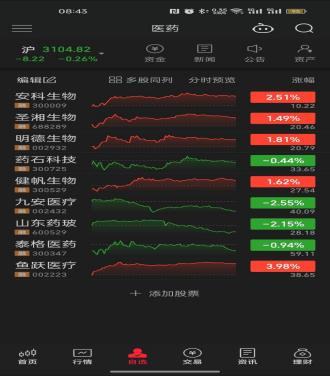 08:43
医药
沪 3104.82
-8.22 -0.26%
资金 新闻 公告 资产
编辑 多股同列 分时预览 涨幅
安科生物 2.51%
300009 10.22
圣湘生物 1.49%
688289 20.46
明德生物 1.81%
002932 20.79
药石科技 -0.44%
300725 33.65
健帆生物 1.62%
300529 27.54
九安医疗 -2.55%
002432 40.09
山东药玻 -2.15%
600529 28.18
泰格医药 -0.94%
300347 59.11
鱼跃医疗 3.98%
002223 38.65
+ 添加股票
首页 行情 自选 交易 资讯 理财